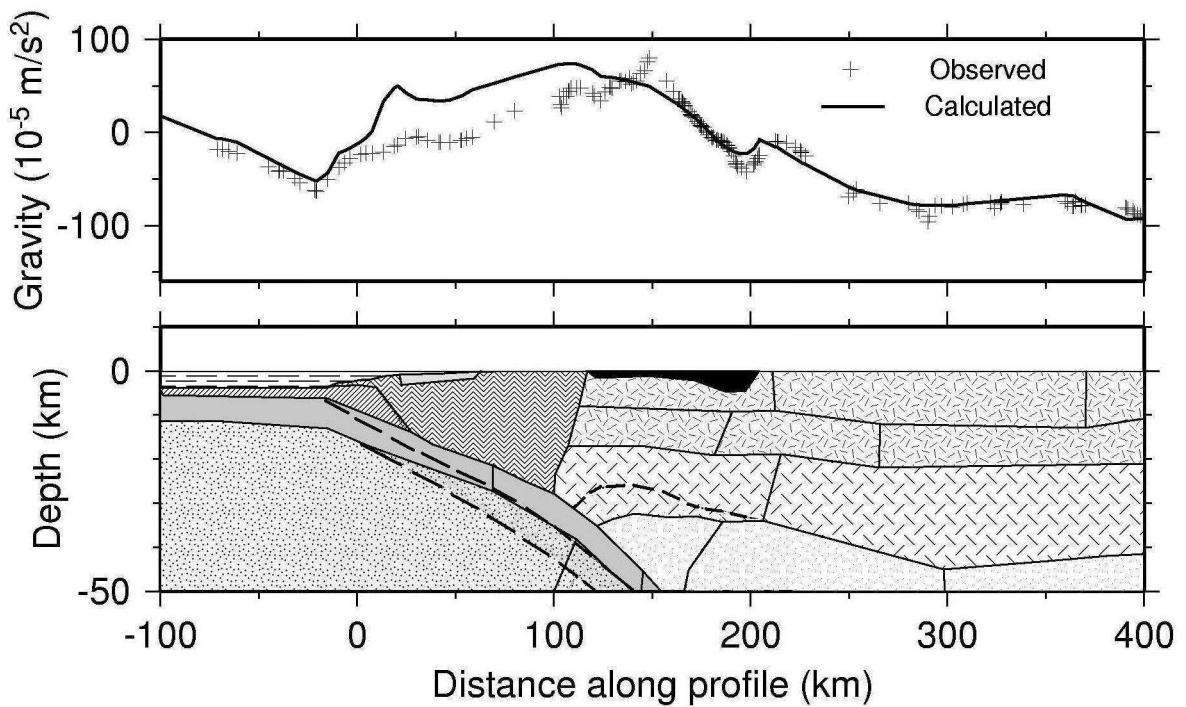 Gravity (10-5 m/s2)
100
0
-100
Observed
Calculated
Depth (km)
0
-50
-100 0 100 200 300 400
Distance along profile (km)